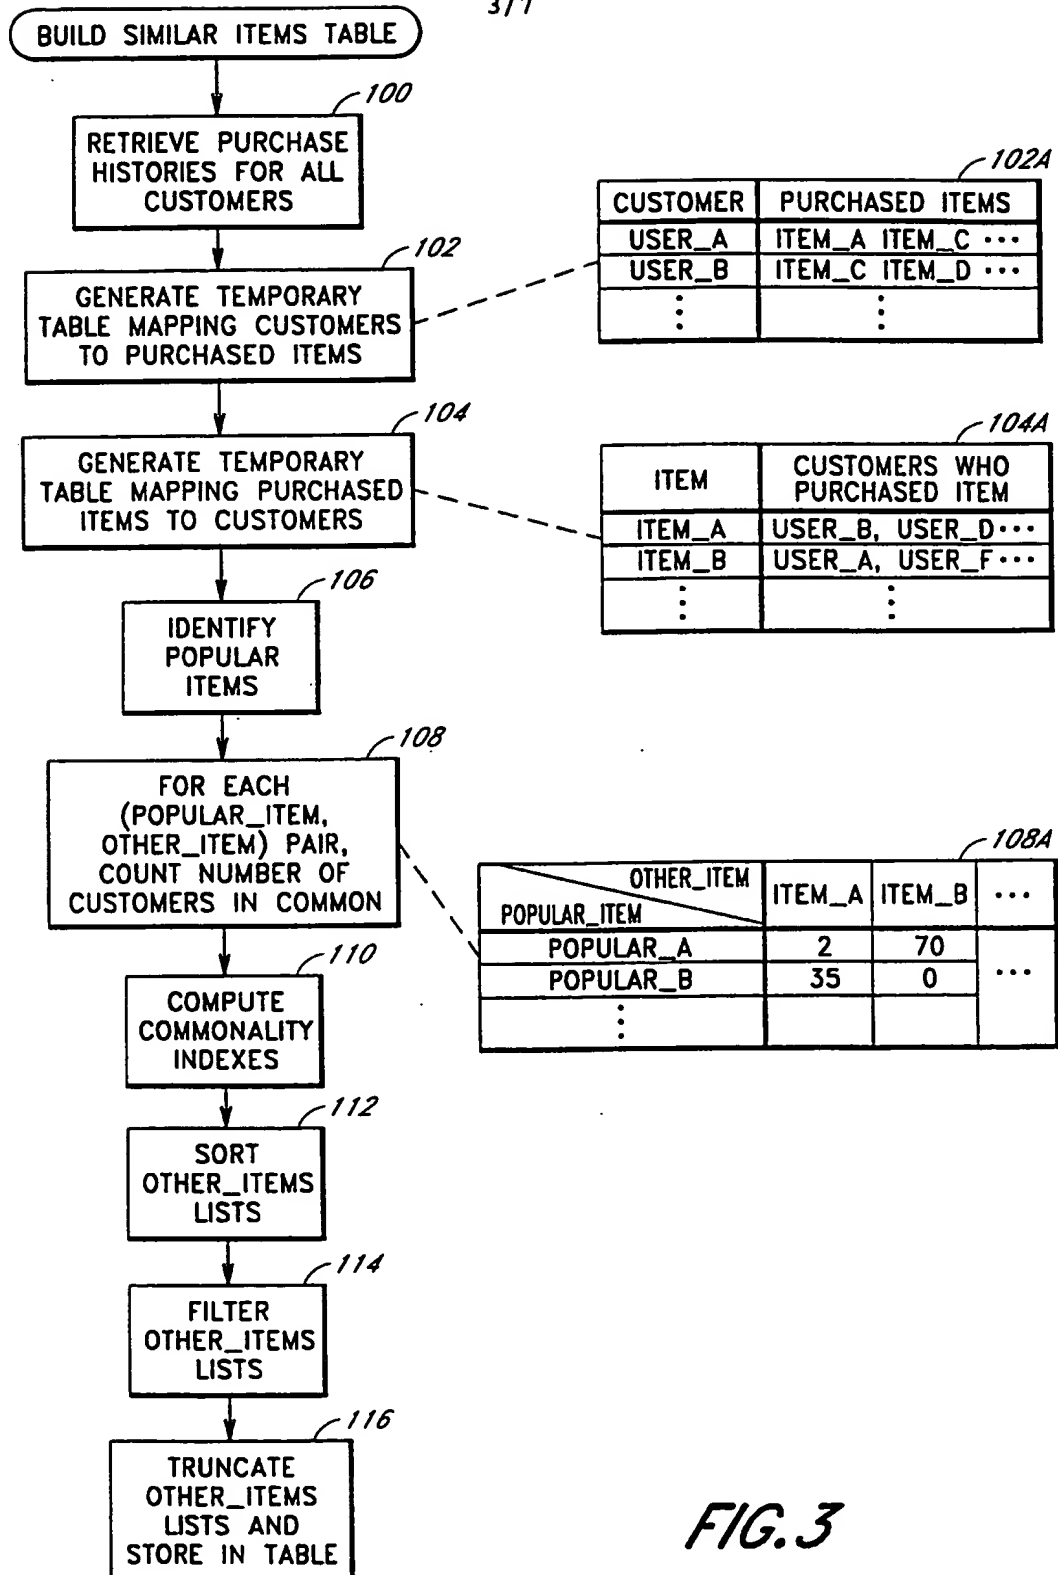 3/7
BUILD SIMILAR ITEMS TABLE
100
RETRIEVE PURCHASE
HISTORIES FOR ALL
CUSTOMERS
102
GENERATE TEMPORARY
TABLE MAPPING CUSTOMERS
TO PURCHASED ITEMS
102A
CUSTOMER PURCHASED ITEMS
USER_A ITEM_A ITEM_C ···
USER_B ITEM_C ITEM_D ···
104
GENERATE TEMPORARY
TABLE MAPPING PURCHASED
ITEMS TO CUSTOMERS
104A
ITEM CUSTOMERS WHO
PURCHASED ITEM
ITEM_A USER_B, USER_D···
ITEM_B USER_A, USER_F···
106
IDENTIFY
POPULAR
ITEMS
108
FOR EACH
(POPULAR_ITEM,
OTHER_ITEM) PAIR,
COUNT NUMBER OF
CUSTOMERS IN COMMON
108A
OTHER_ITEM ITEM_A ITEM_B ···
POPULAR_ITEM
POPULAR_A 2 70
POPULAR_B 35 0 ···
110
COMPUTE
COMMONALITY
INDEXES
112
SORT
OTHER_ITEMS
LISTS
114
FILTER
OTHER_ITEMS
LISTS
116
TRUNCATE
OTHER_ITEMS
LISTS AND
STORE IN TABLE
FIG.3